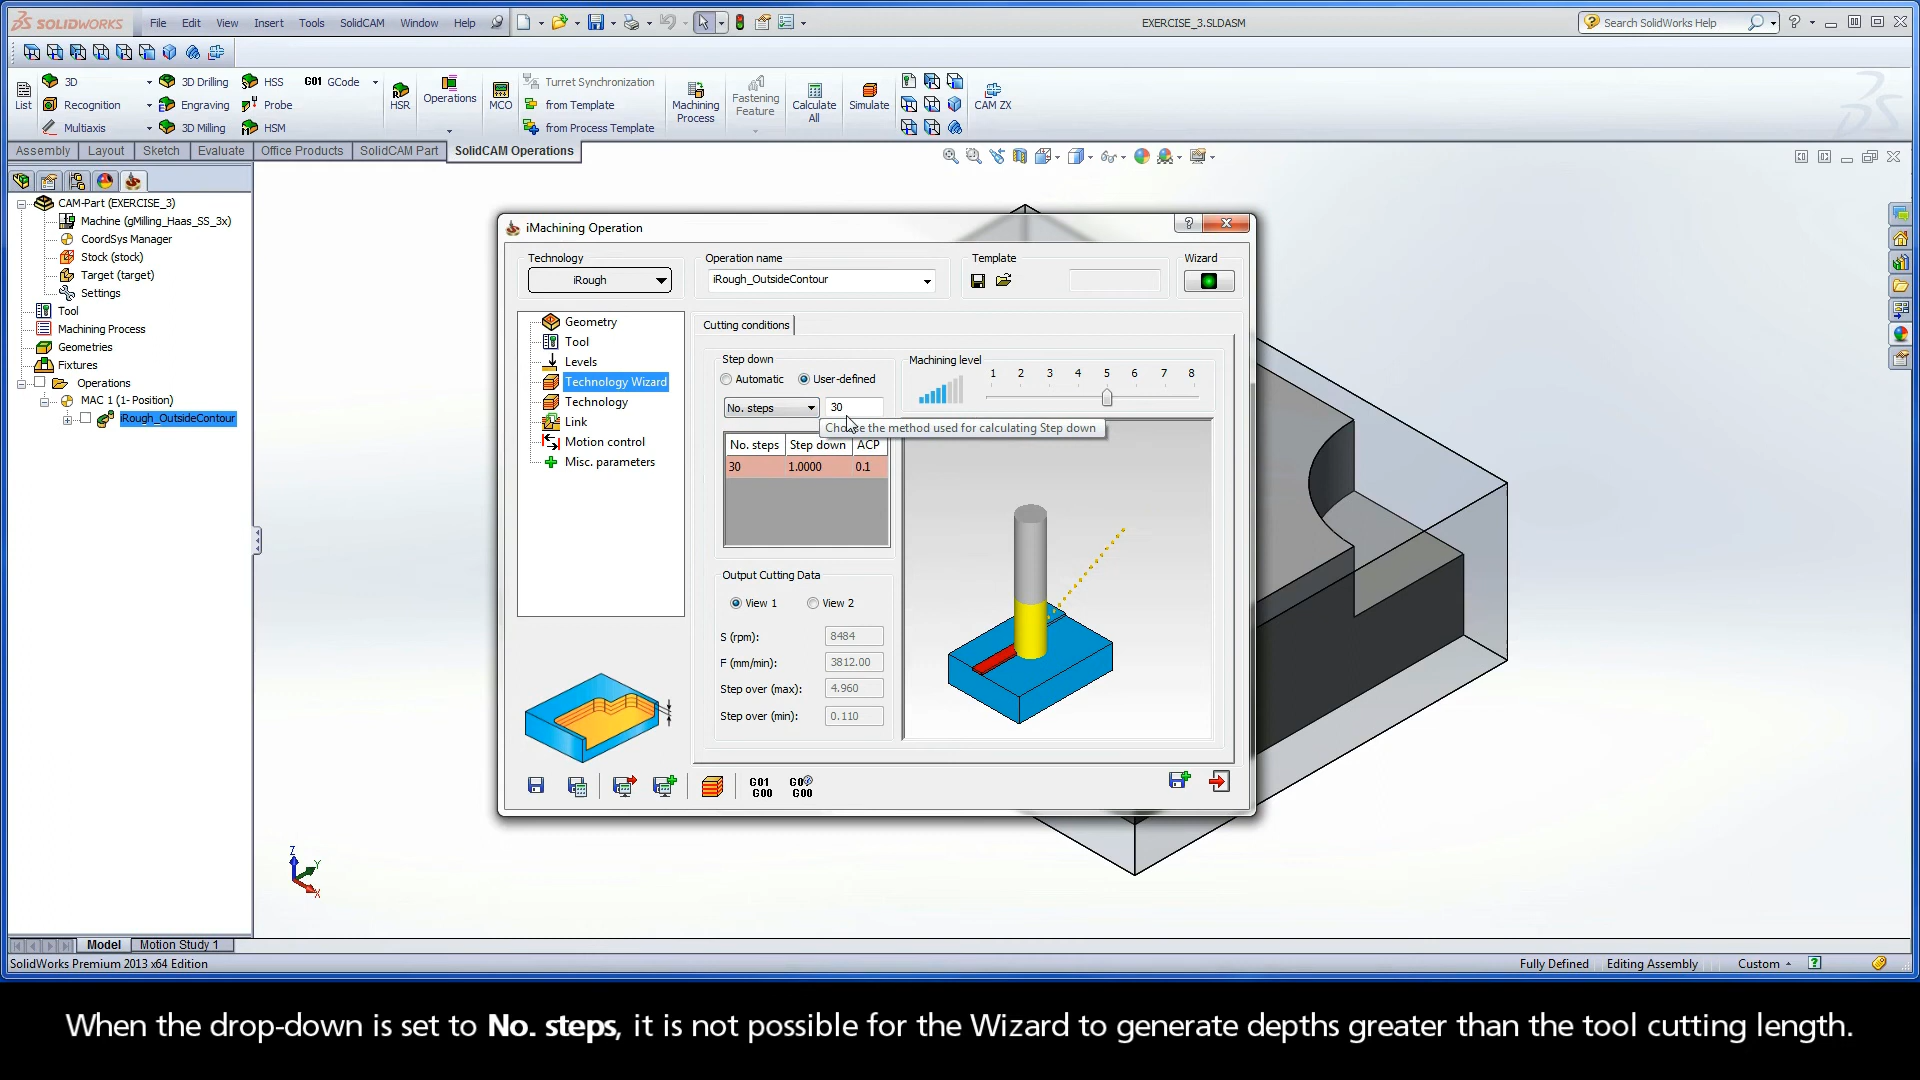 SOLIDWORKS File Edit View Insert Tools SolidCAM Window Help EXERCISE_3.SLDASM Search SolidWorks Help
List 3D 3D Drilling HSS G01 GCode HSR Operations MCO Turret Synchronization Machining Process Fastening Feature Calculate All Simulate CAM ZX
Recognition Engraving Probe from Template
Multiaxis 3D Milling HSM from Process Template
Assembly Layout Sketch Evaluate Office Products SolidCAM Part SolidCAM Operations
CAM-Part (EXERCISE_3)
Machine (gMilling_Haas_SS_3x)
CoordSys Manager
Stock (stock)
Target (target)
Settings
Tool
Machining Process
Geometries
Fixtures
Operations
MAC 1 (1- Position)
iRough_OutsideContour
iMachining Operation
Technology Operation name Template Wizard
iRough iRough_OutsideContour
Geometry
Tool
Levels
Technology Wizard
Technology
Link
Motion control
Misc. parameters
Cutting conditions
Step down Machining level
Automatic User-defined 1 2 3 4 5 6 7 8
No. steps 30
Choose the method used for calculating Step down
No. steps Step down ACP
30 1.0000 0.1
Output Cutting Data
View 1 View 2
S (rpm): 8484
F (mm/min): 3812.00
Step over (max): 4.960
Step over (min): 0.110
G01 G00 G0 G00
Z Y X
Model Motion Study 1
SolidWorks Premium 2013 x64 Edition Fully Defined Editing Assembly Custom
When the drop-down is set to No. steps, it is not possible for the Wizard to generate depths greater than the tool cutting length.